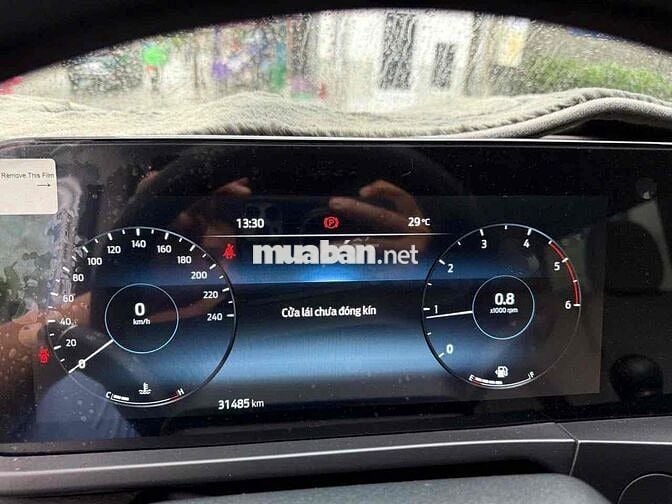 Remove This Film
13:30
P
29 °C
muabán.net
0
20
40
60
80
100
120
140
160
180
200
220
240
0
km/h
C
H
Cửa lái chưa đóng kín
0
1
2
3
4
5
6
0.8
x1000 rpm
E
F
31485 km